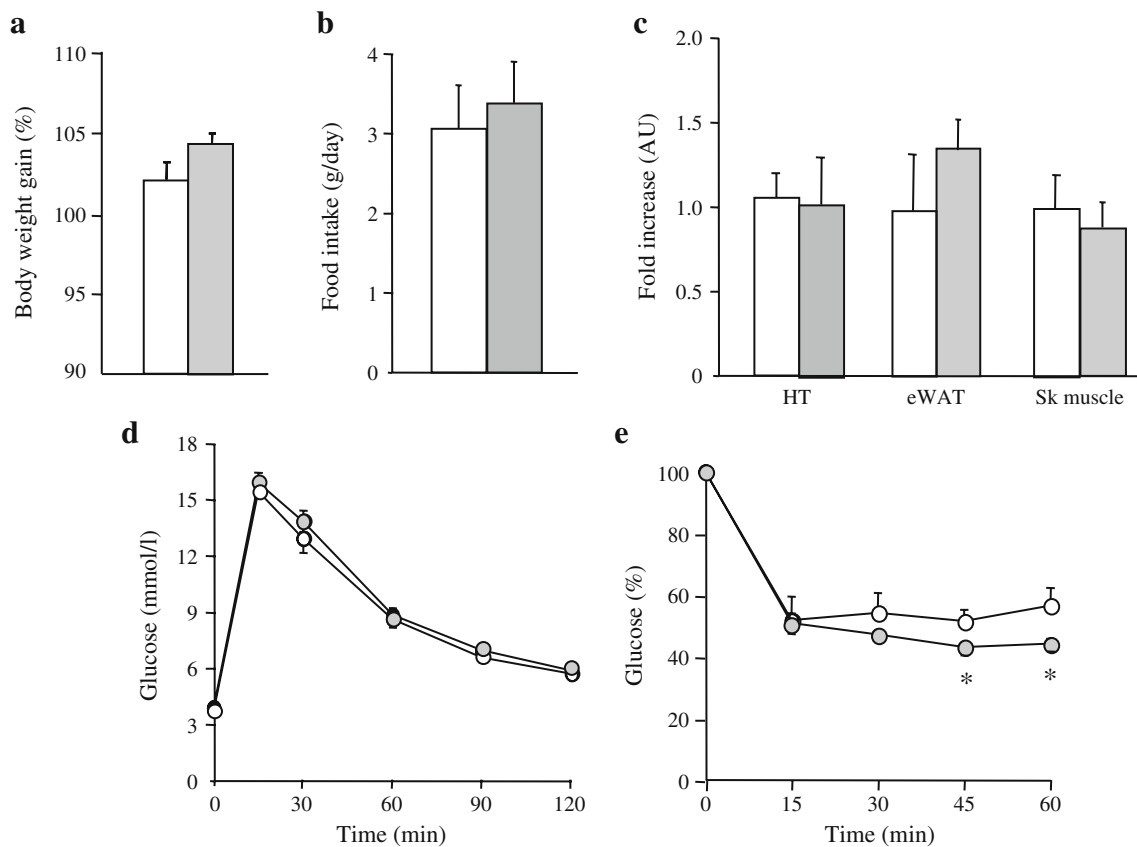 a
110
105
100
95
90
Body weight gain (%)
b
4
3
2
1
0
Food intake (g/day)
c
2.0
1.5
1.0
0.5
0
Fold increase (AU)
HT eWAT Sk muscle
d
18
15
12
9
6
3
0
Glucose (mmol/l)
0 30 60 90 120
Time (min)
e
100
80
60
40
20
0
Glucose (%)
* *
0 15 30 45 60
Time (min)